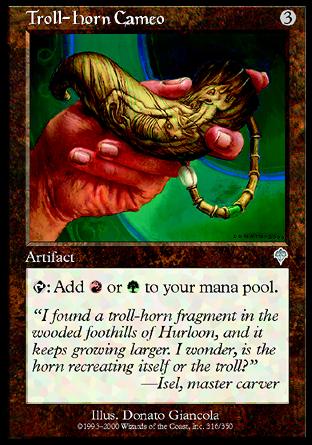 Troll-Horn Cameo 3
DONATO · 2000
Artifact
: Add or to your mana pool.
“I found a troll-horn fragment in the
wooded foothills of Hurloon, and it
keeps growing larger. I wonder, is the
horn recreating itself or the troll?”
—Isel, master carver
Illus. Donato Giancola
©1993–2000 Wizards of the Coast, Inc. 316/350